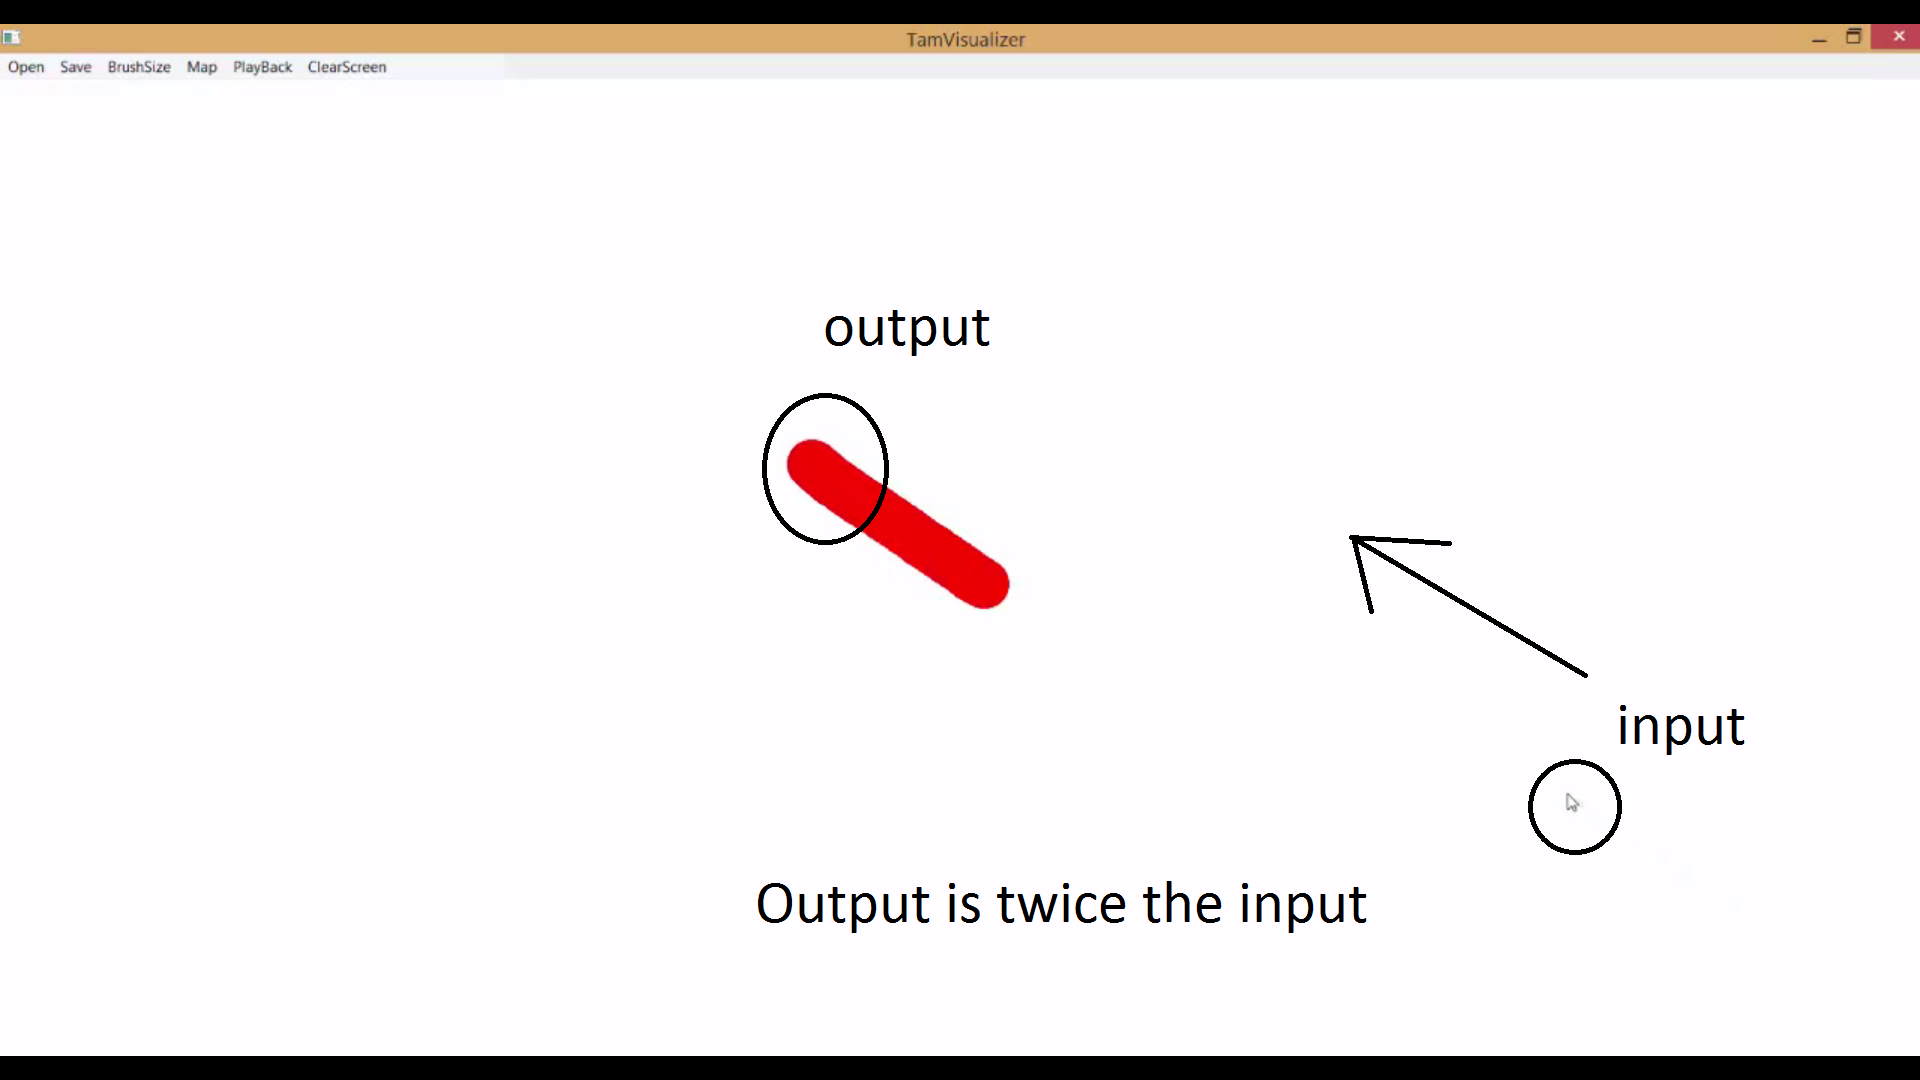 TamVisualizer
Open Save BrushSize Map PlayBack ClearScreen
output
input
Output is twice the input